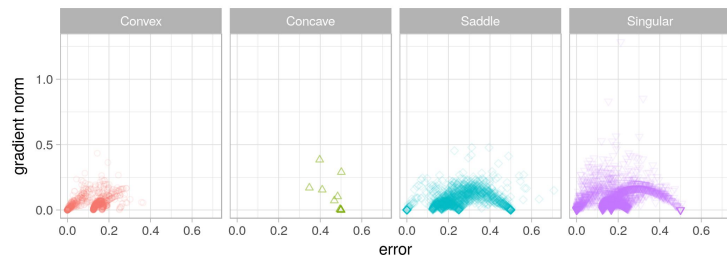 Convex Concave Saddle Singular
gradient norm
1.0
0.5
0.0
0.0 0.2 0.4 0.6 0.0 0.2 0.4 0.6 0.0 0.2 0.4 0.6 0.0 0.2 0.4 0.6
error